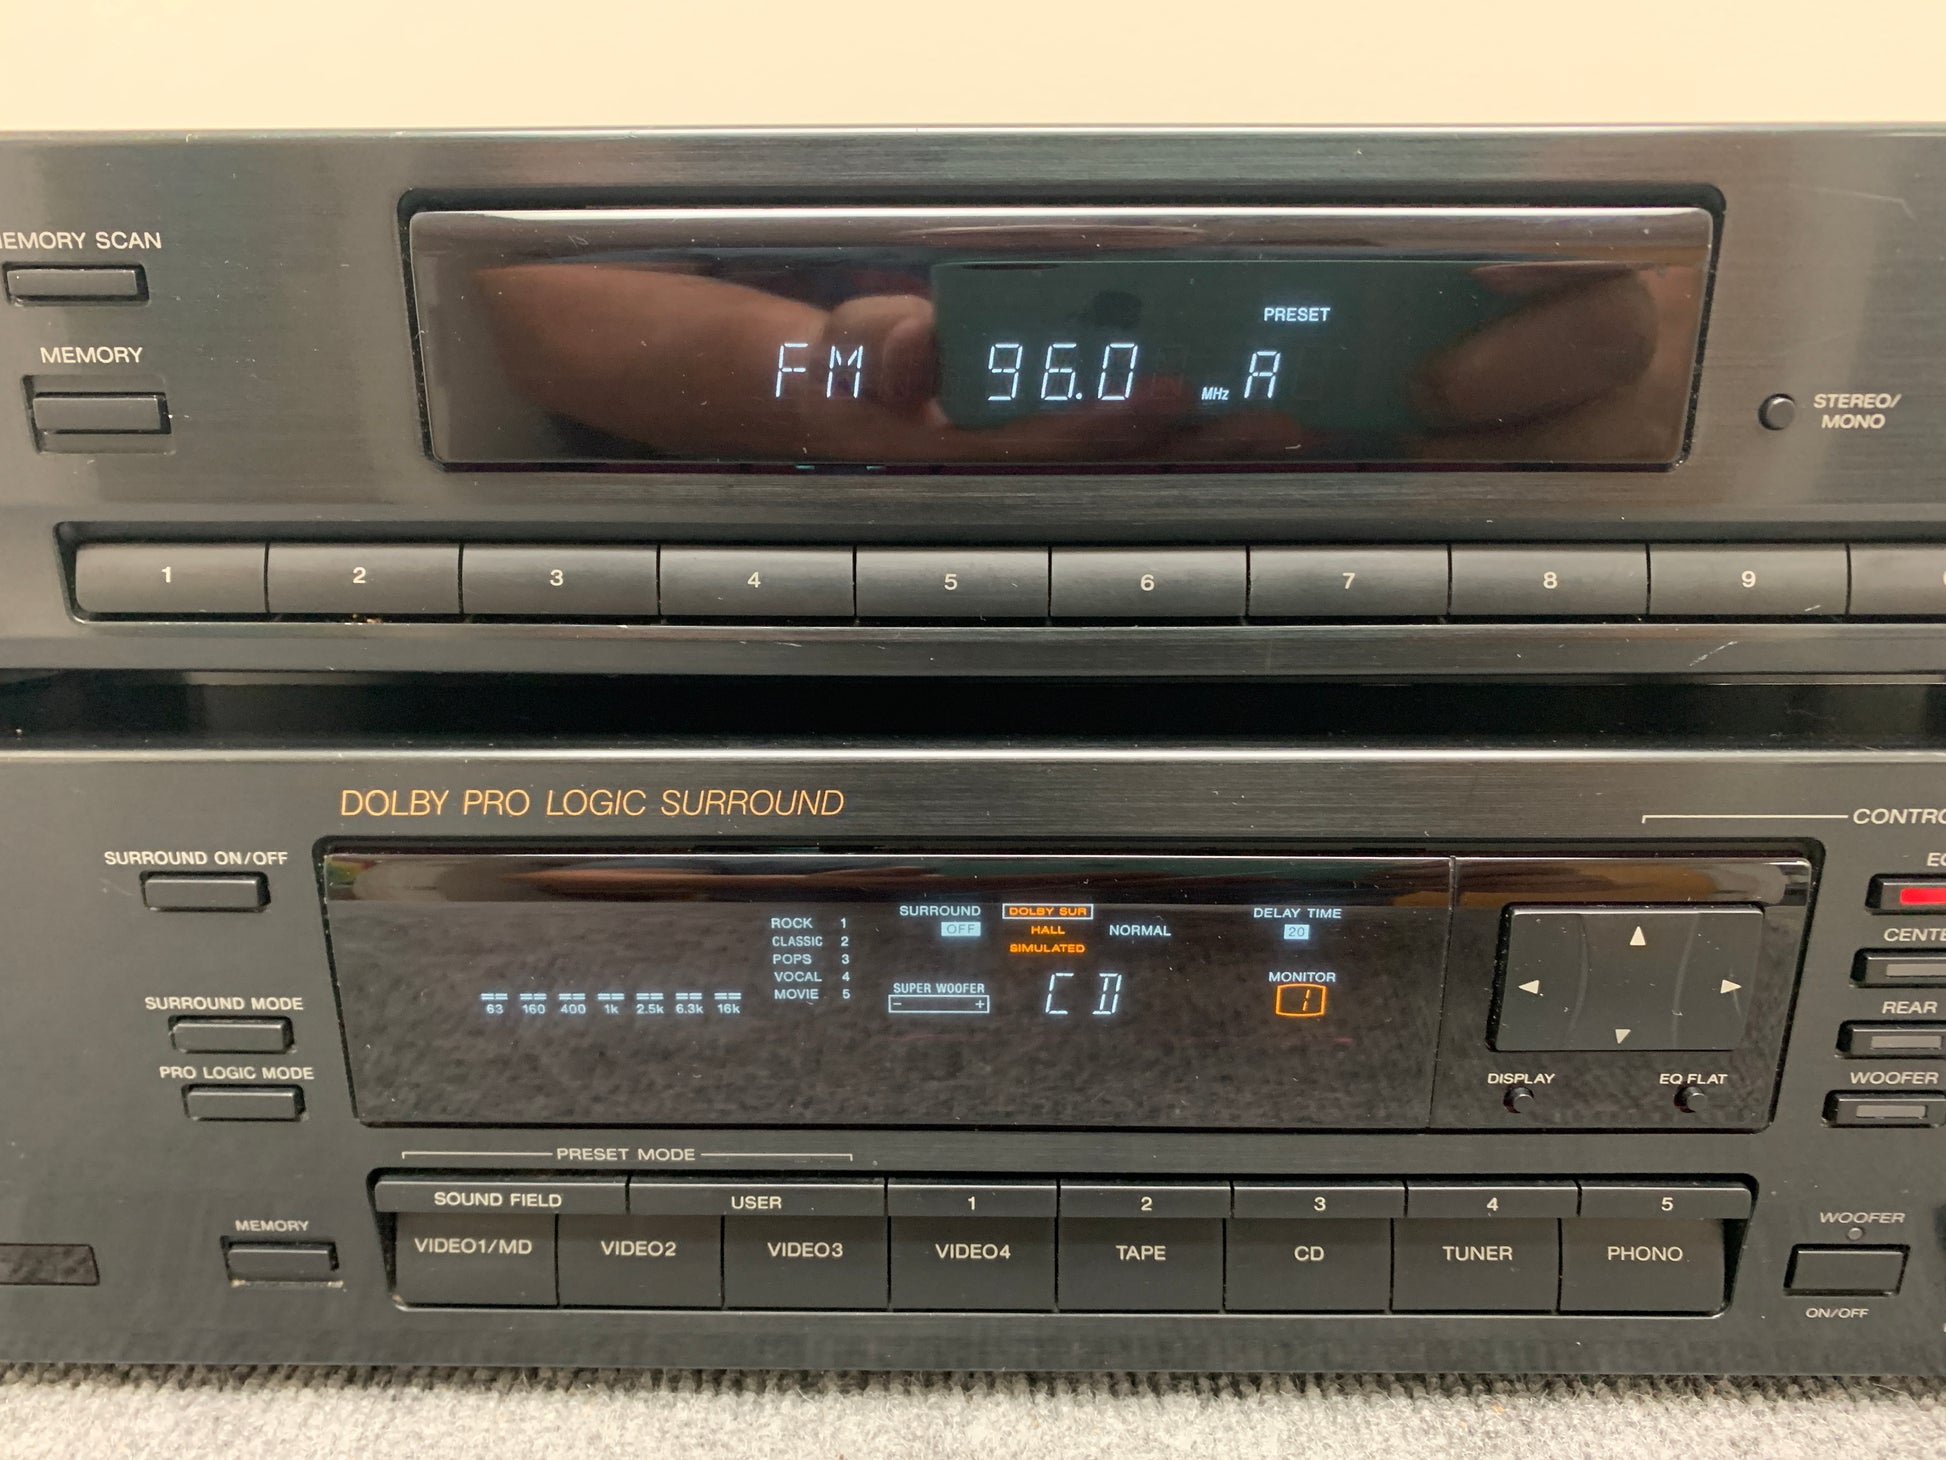 EMORY SCAN
MEMORY
PRESET
FM 96.0 MHz A
STEREO/
MONO
1 2 3 4 5 6 7 8 9
DOLBY PRO LOGIC SURROUND
CONTRO
SURROUND ON/OFF
SURROUND MODE
PRO LOGIC MODE
63 160 400 1k 2.5k 6.3k 16k
ROCK 1
CLASSIC 2
POPS 3
VOCAL 4
MOVIE 5
SURROUND
OFF
DOLBY SUR
HALL
SIMULATED
NORMAL
DELAY TIME
20
SUPER WOOFER
- +
CD
MONITOR
1
DISPLAY
EQ FLAT
EQ
CENTE
REAR
WOOFER
PRESET MODE
SOUND FIELD USER 1 2 3 4 5
VIDEO1/MD VIDEO2 VIDEO3 VIDEO4 TAPE CD TUNER PHONO
MEMORY
WOOFER
ON/OFF